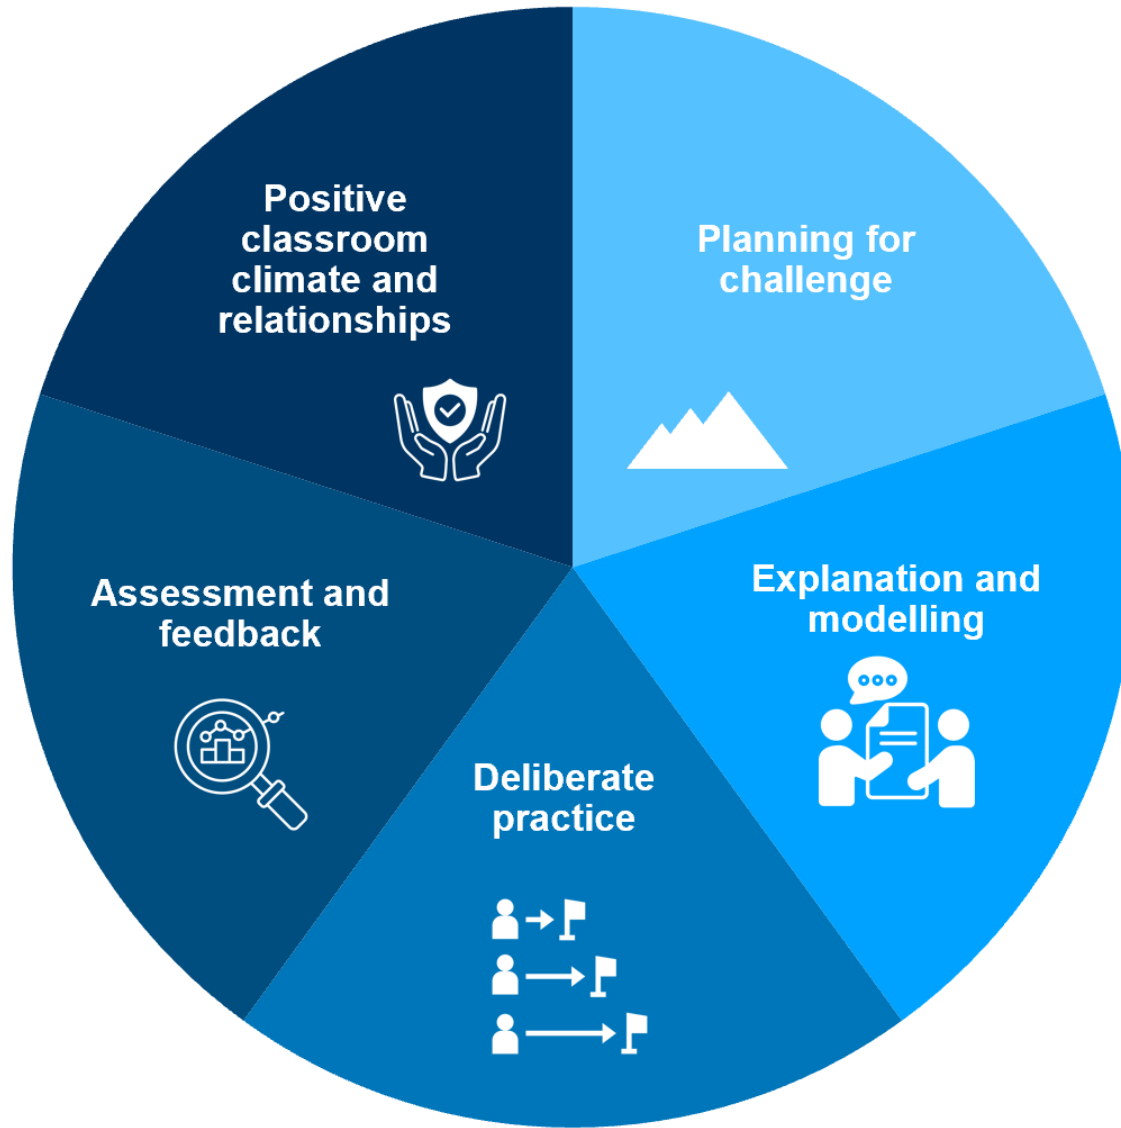 Positive
classroom
climate and
relationships
Planning for
challenge
Explanation and
modelling
Deliberate
practice
Assessment and
feedback